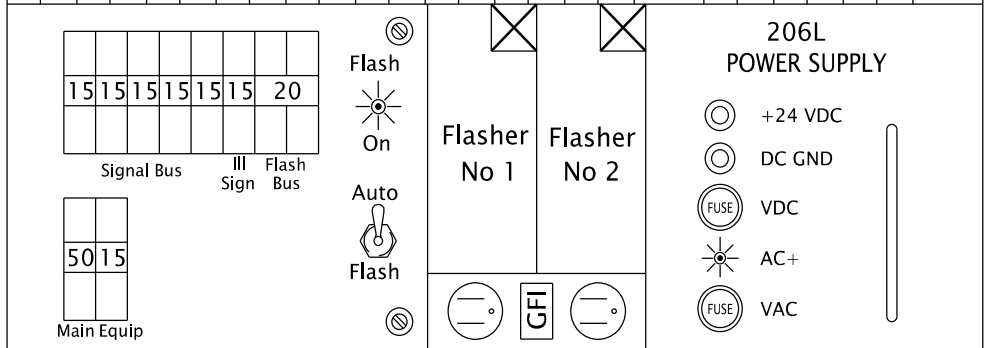 15 15 15 15 15 15 20
Signal Bus
Ill
Sign
Flash
Bus
50 15
Main Equip
Flash
On
Auto
Flash
Flasher
No 1
Flasher
No 2
GFI
206L
POWER SUPPLY
+24 VDC
DC GND
FUSE VDC
AC+
FUSE VAC